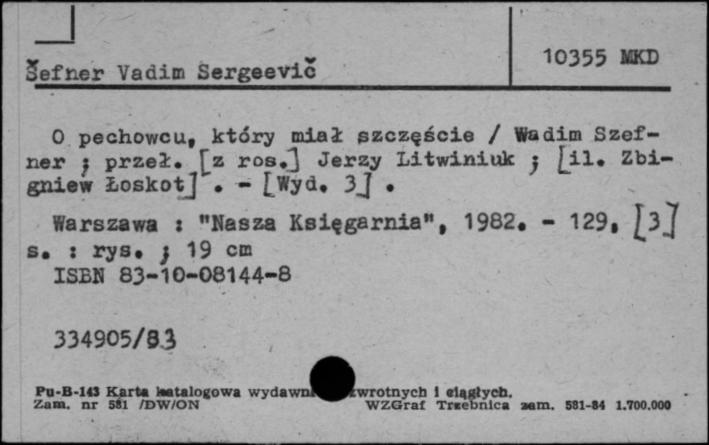 10355 MKD
Šefner Vadim Sergeevič
O pechowcu, który miał szczęście / Wadim Szef-
ner ; przeł. [z ros.] Jerzy Litwiniuk ; [il. Zbi-
gniew Łoskot] . - [Wyd. 3] .
Warszawa : "Nasza Księgarnia", 1982. - 129, [3]
s. : rys. ; 19 cm
ISBN 83-10-08144-8
334905/83
Pu-B-143 Karta katalogowa wydawn zwrotnych i ciągłych.
Zam. nr 581 /DW/ON WZGraf Trzebnica zam. 581-84 1.700.000